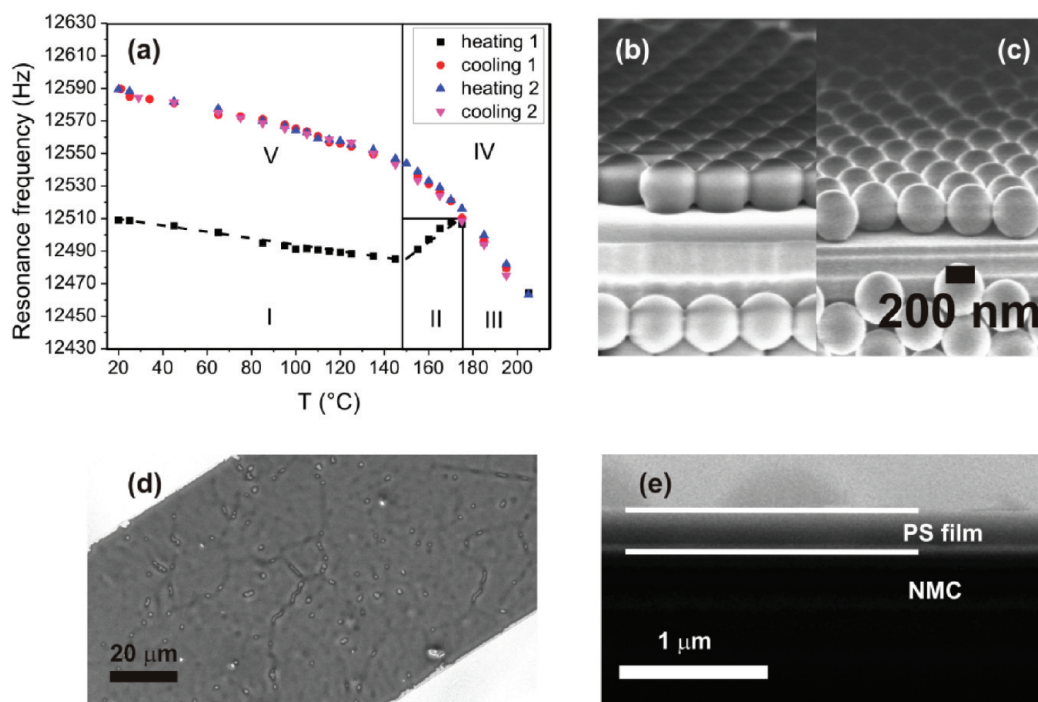 (a)
Resonance frequency (Hz)
12630
12610
12590
12570
12550
12530
12510
12490
12470
12450
12430
heating 1
cooling 1
heating 2
cooling 2
V
IV
I
II
III
20 40 60 80 100 120 140 160 180 200
T (°C)
(b)
(c)
200 nm
(d)
20 μm
(e)
PS film
NMC
1 μm